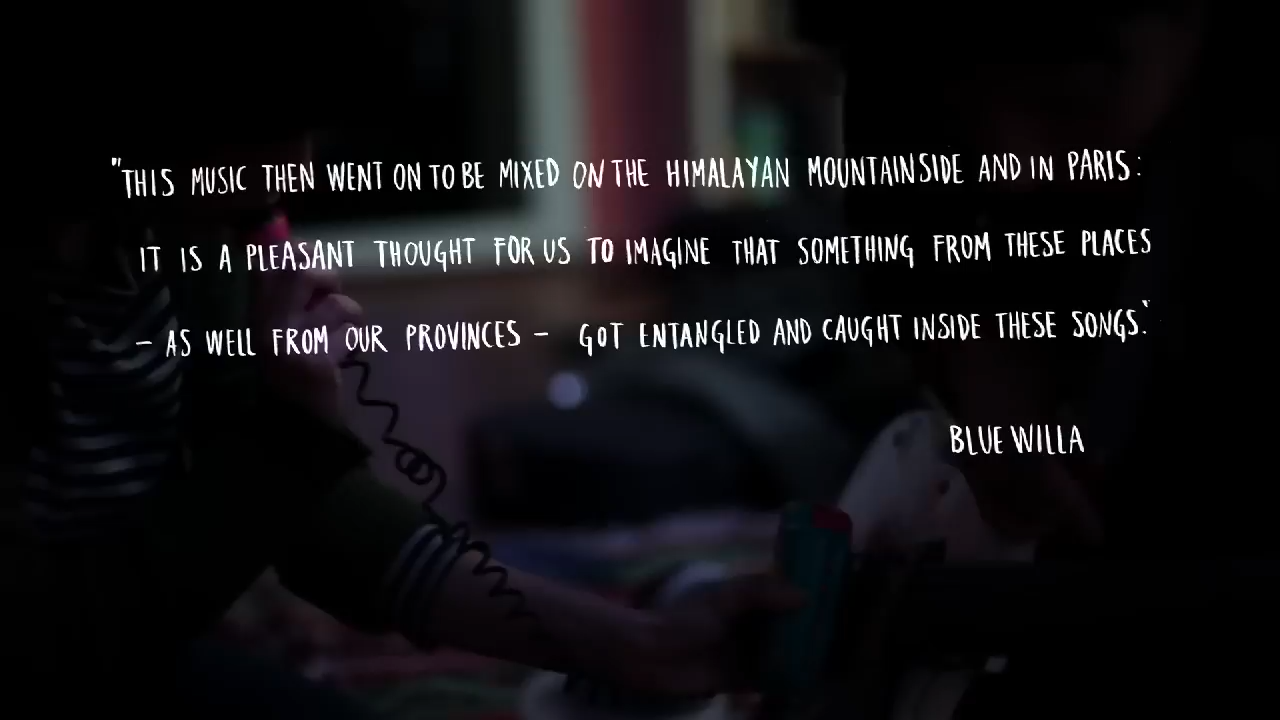 "THIS MUSIC THEN WENT ON TO BE MIXED ON THE HIMALAYAN MOUNTAINSIDE AND IN PARIS:
IT IS A PLEASANT THOUGHT FOR US TO IMAGINE THAT SOMETHING FROM THESE PLACES
- AS WELL FROM OUR PROVINCES - GOT ENTANGLED AND CAUGHT INSIDE THESE SONGS."
BLUE WILLA